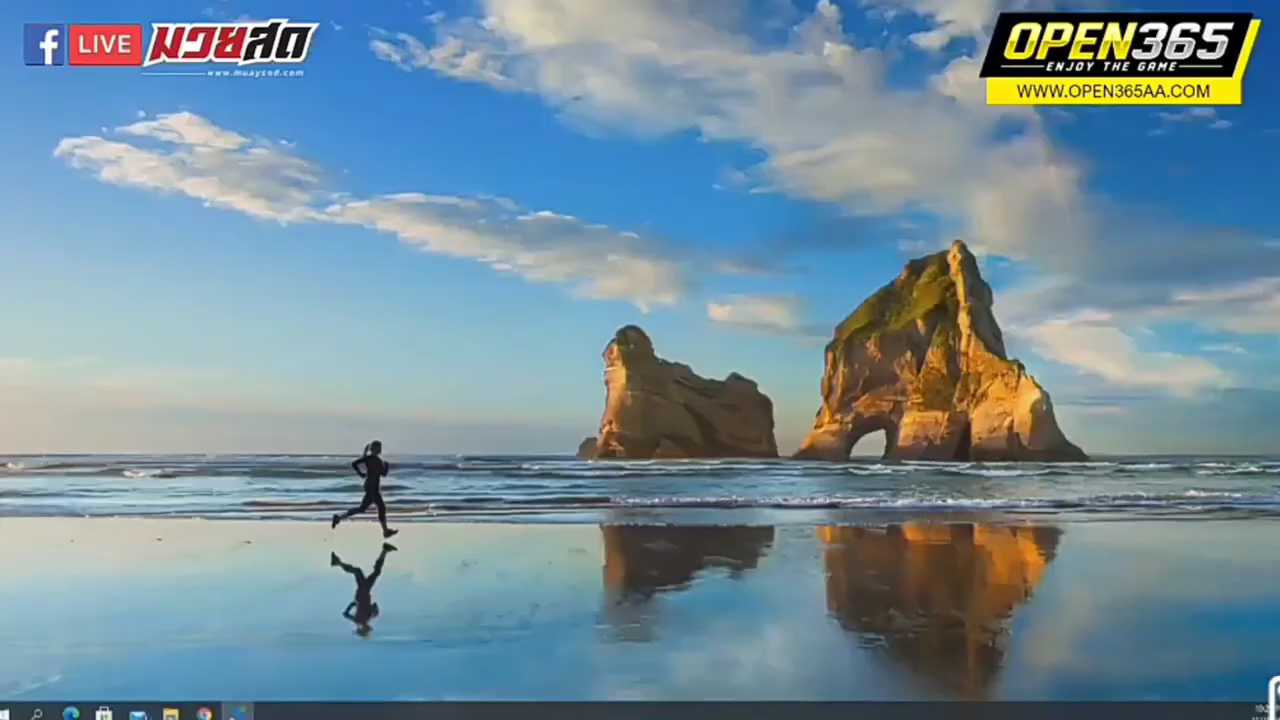 f LIVE มวยสด
www.muaysod.com
OPEN365
ENJOY THE GAME
WWW.OPEN365AA.COM